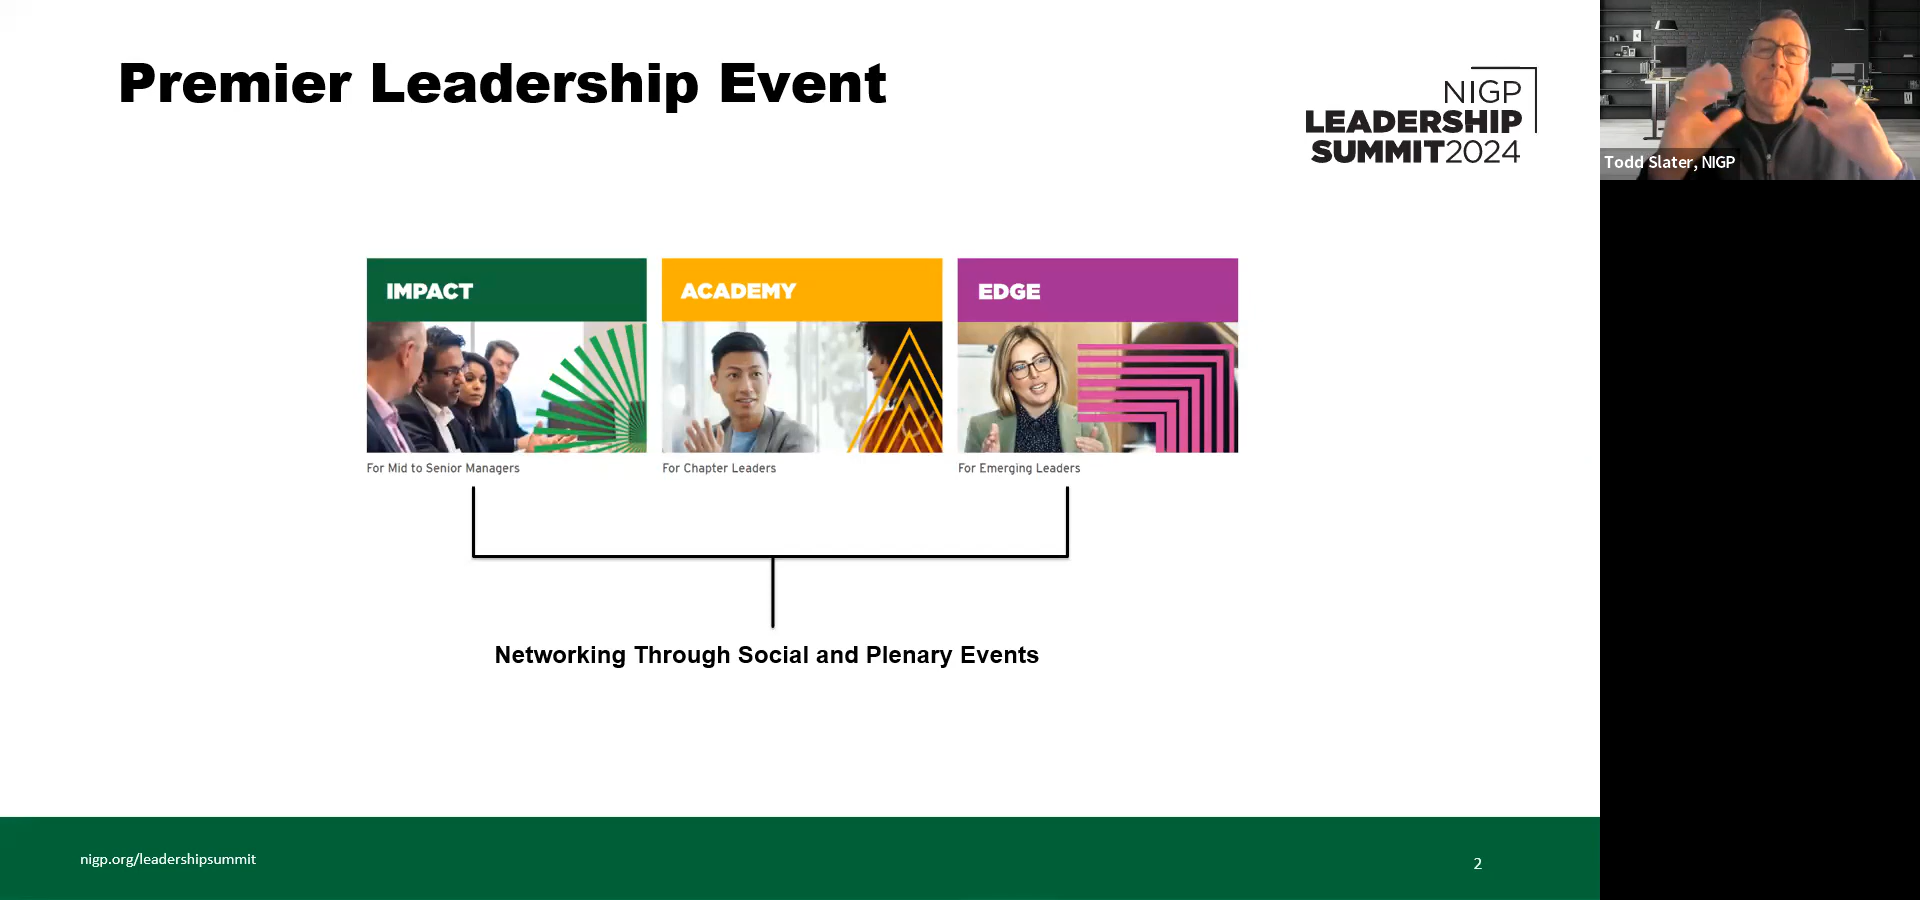 Premier Leadership Event
NIGP
LEADERSHIP
SUMMIT2024
Todd Slater, NIGP
IMPACT
ACADEMY
EDGE
For Mid to Senior Managers
For Chapter Leaders
For Emerging Leaders
Networking Through Social and Plenary Events
nigp.org/leadershipsummit
2